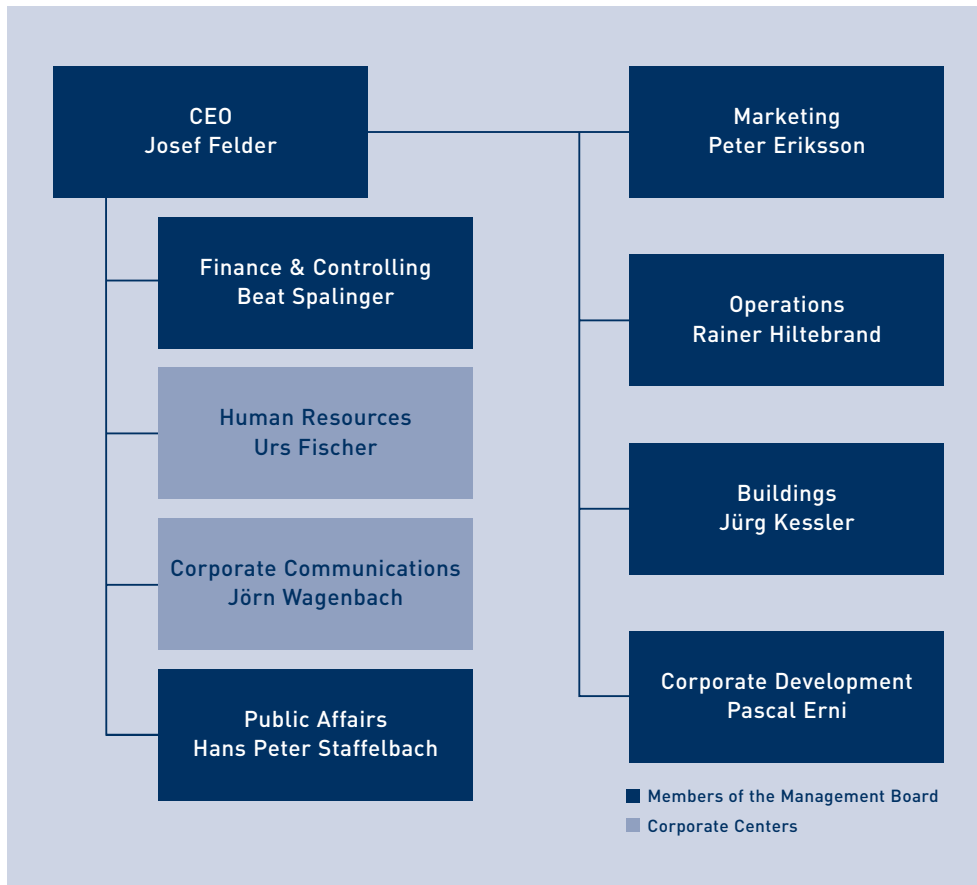 CEO
Josef Felder
Marketing
Peter Eriksson
Finance & Controlling
Beat Spalinger
Operations
Rainer Hiltebrand
Human Resources
Urs Fischer
Buildings
Jürg Kessler
Corporate Communications
Jörn Wagenbach
Corporate Development
Pascal Erni
Public Affairs
Hans Peter Staffelbach
Members of the Management Board
Corporate Centers